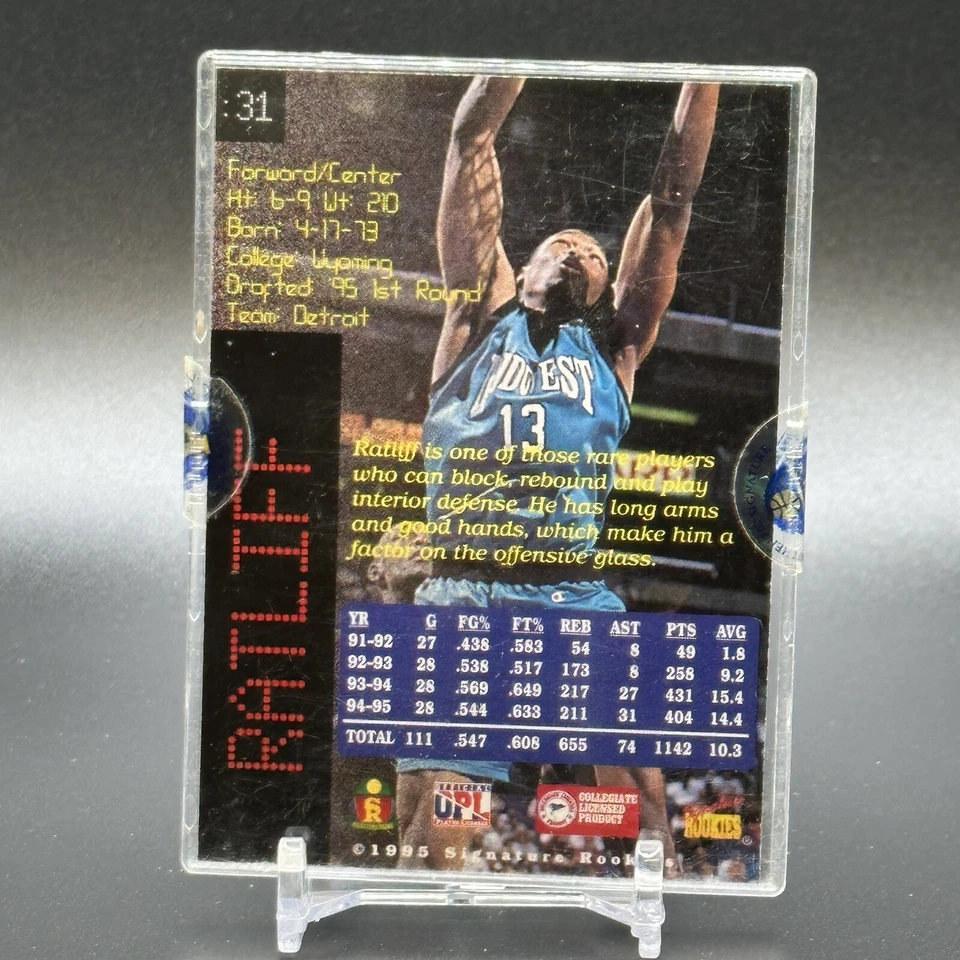 31
Forward/Center
Ht: 6-9 Wt: 210
Born: 4-17-73
College: Wyoming
Drafted: '95 1st Round
Team: Detroit
RATLIFF
MIDWEST
13
Ratliff is one of those rare players
who can block, rebound and play
interior defense. He has long arms
and good hands, which make him a
factor on the offensive glass.
YR G FG% FT% REB AST PTS AVG
91-92 27 .438 .583 54 8 49 1.8
92-93 28 .538 .517 173 8 258 9.2
93-94 28 .569 .649 217 27 431 15.4
94-95 28 .544 .633 211 31 404 14.4
TOTAL 111 .547 .608 655 74 1142 10.3
SR
OFFICIAL
UPL
COLLEGIATE
LICENSED
PRODUCT
Signature
ROOKIES®
©1995 Signature Rookies
SIGNATURE